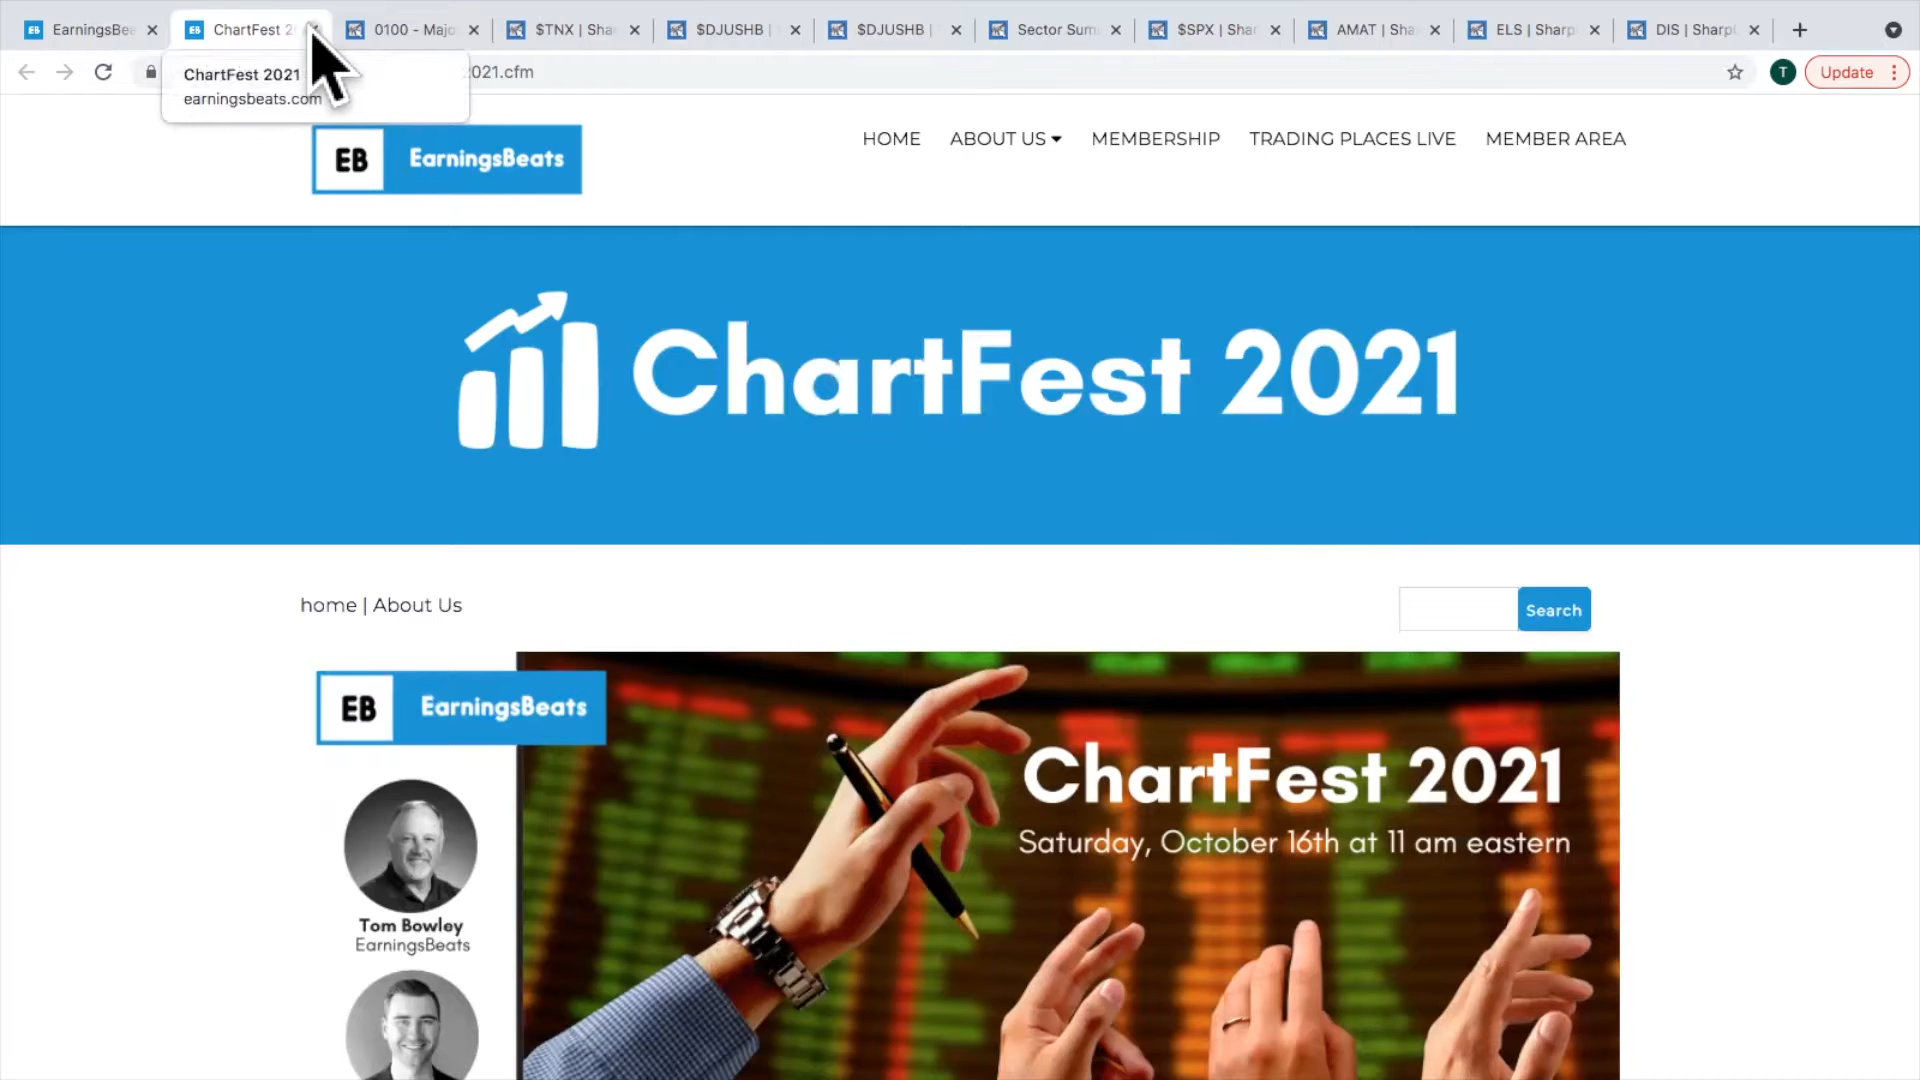 EarningsBea
ChartFest 2
0100 - Majo
$TNX | Sha
$DJUSHB |
$DJUSHB |
Sector Sum
$SPX | Shar
AMAT | Sha
ELS | Sharp
DIS | Sharp
ChartFest 2021
earningsbeats.com
2021.cfm
T
Update
EB EarningsBeats
HOME ABOUT US MEMBERSHIP TRADING PLACES LIVE MEMBER AREA
ChartFest 2021
home | About Us
Search
EB EarningsBeats
ChartFest 2021
Saturday, October 16th at 11 am eastern
Tom Bowley
EarningsBeats